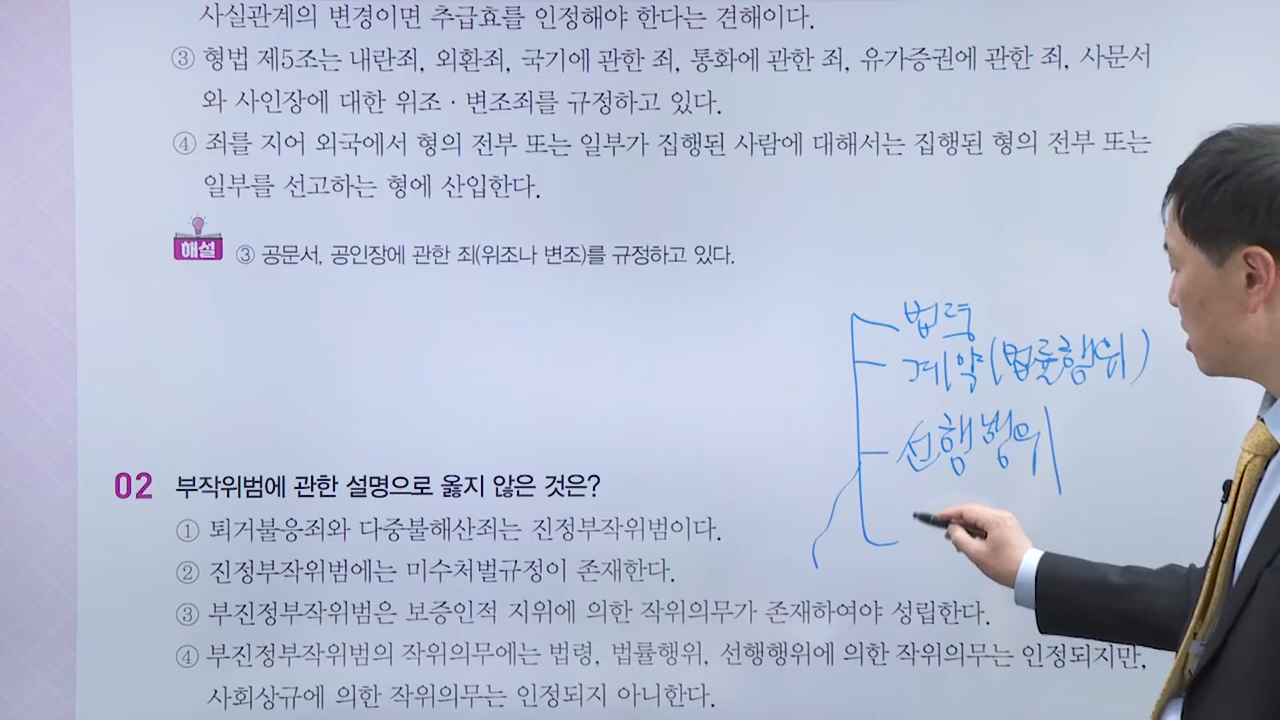 사실관계의 변경이면 추급효를 인정해야 한다는 견해이다.
③ 형법 제5조는 내란죄, 외환죄, 국기에 관한 죄, 통화에 관한 죄, 유가증권에 관한 죄, 사문서
와 사인장에 대한 위조·변조죄를 규정하고 있다.
④ 죄를 지어 외국에서 형의 전부 또는 일부가 집행된 사람에 대해서는 집행된 형의 전부 또는
일부를 선고하는 형에 산입한다.
해설
③ 공문서, 공인장에 관한 죄(위조나 변조)를 규정하고 있다.
법령
계약(법률행위)
선행행위
02 부작위범에 관한 설명으로 옳지 않은 것은?
① 퇴거불응죄와 다중불해산죄는 진정부작위범이다.
② 진정부작위범에는 미수처벌규정이 존재한다.
③ 부진정부작위범은 보증인적 지위에 의한 작위의무가 존재하여야 성립한다.
④ 부진정부작위범의 작위의무에는 법령, 법률행위, 선행행위에 의한 작위의무는 인정되지만,
사회상규에 의한 작위의무는 인정되지 아니한다.